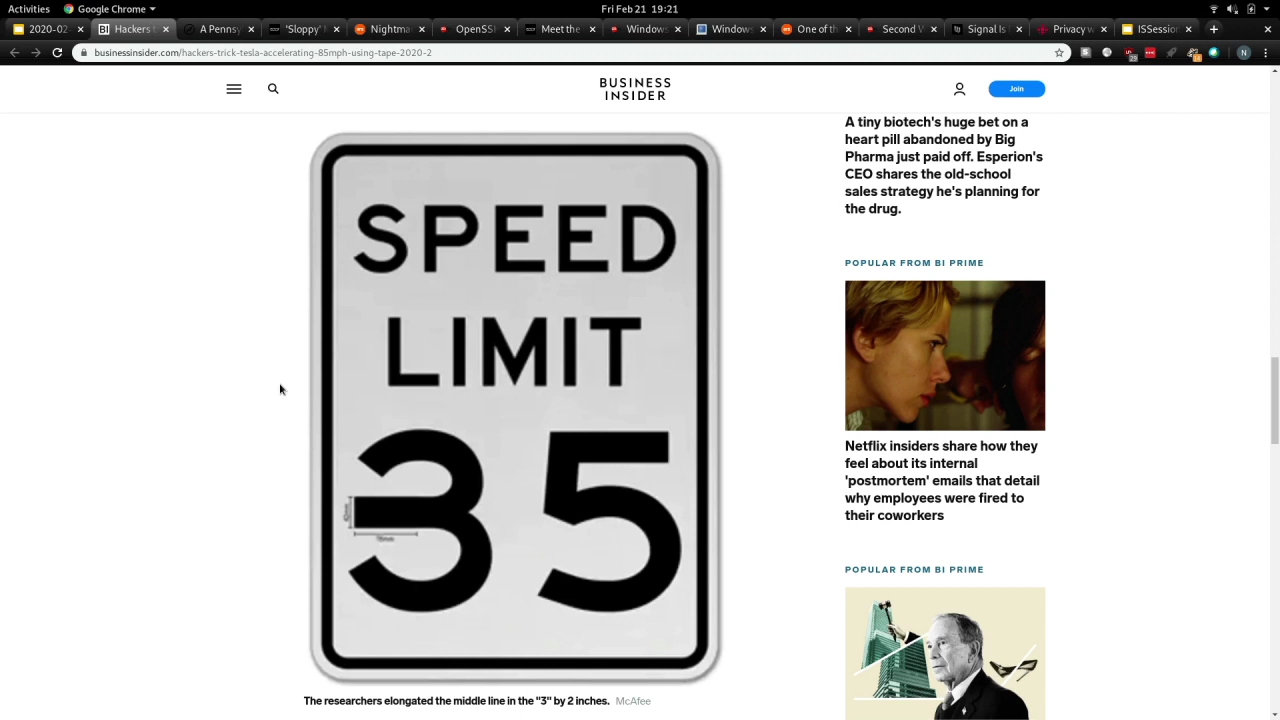 Activities
Google Chrome
Fri Feb 21 19:21
2020-02-
Hackers t
A Pennsy
'Sloppy'
Nightma
OpenSSH
Meet the
Windows
Windows
One of th
Second W
Signal Is
Privacy w
ISSession
businessinsider.com/hackers-trick-tesla-accelerating-85mph-using-tape-2020-2
BUSINESS
INSIDER
Join
SPEED
LIMIT
35
The researchers elongated the middle line in the "3" by 2 inches. McAfee
A tiny biotech's huge bet on a
heart pill abandoned by Big
Pharma just paid off. Esperion's
CEO shares the old-school
sales strategy he's planning for
the drug.
POPULAR FROM BI PRIME
Netflix insiders share how they
feel about its internal
'postmortem' emails that detail
why employees were fired to
their coworkers
POPULAR FROM BI PRIME